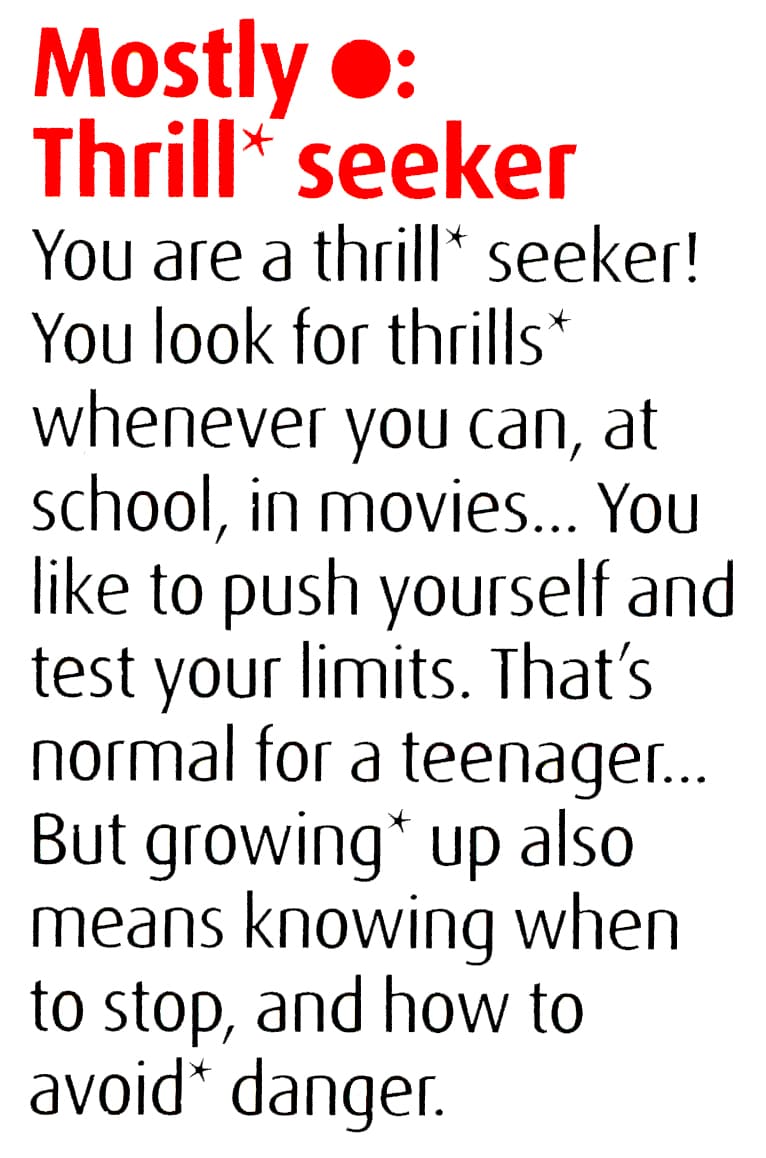 Mostly ●:
Thrill* seeker
You are a thrill* seeker!
You look for thrills*
whenever you can, at
school, in movies... You
like to push yourself and
test your limits. That's
normal for a teenager...
But growing* up also
means knowing when
to stop, and how to
avoid* danger.